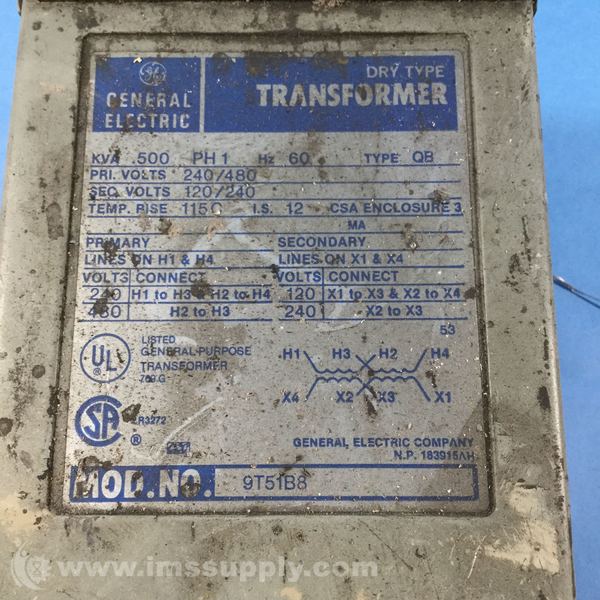 GENERAL ELECTRIC
DRY TYPE
TRANSFORMER
KVA .500 PH 1 Hz 60 TYPE QB
PRI. VOLTS 240/480
SEC. VOLTS 120/240
TEMP. RISE 115C I.S. 12 CSA ENCLOSURE 3
MA
PRIMARY SECONDARY
LINES ON H1 & H4 LINES ON X1 & X4
VOLTS CONNECT VOLTS CONNECT
240 H1 to H3 & H2 to H4 120 X1 to X3 & X2 to X4
480 H2 to H3 240 X2 to X3
53
UL LISTED
GENERAL PURPOSE
TRANSFORMER
769 G
H1 H3 H2 H4
X4 X2 X3 X1
LR3272
GENERAL ELECTRIC COMPANY
N.P. 183915AH
MOD. NO. 9T51B8
© www.imssupply.com/